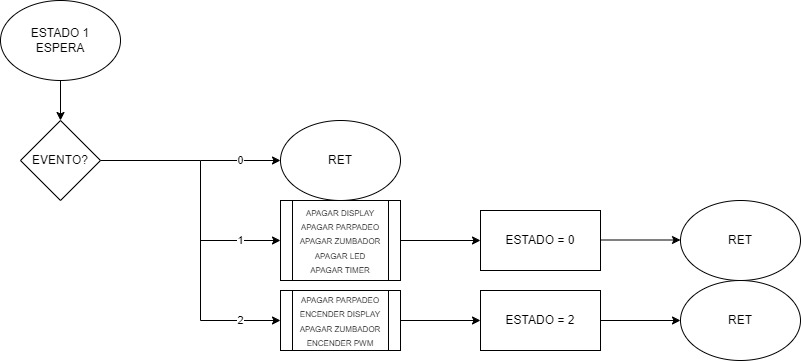 ESTADO 1
ESPERA
EVENTO?
0
RET
1
APAGAR DISPLAY
APAGAR PARPADEO
APAGAR ZUMBADOR
APAGAR LED
APAGAR TIMER
ESTADO = 0
RET
2
APAGAR PARPADEO
ENCENDER DISPLAY
APAGAR ZUMBADOR
ENCENDER PWM
ESTADO = 2
RET